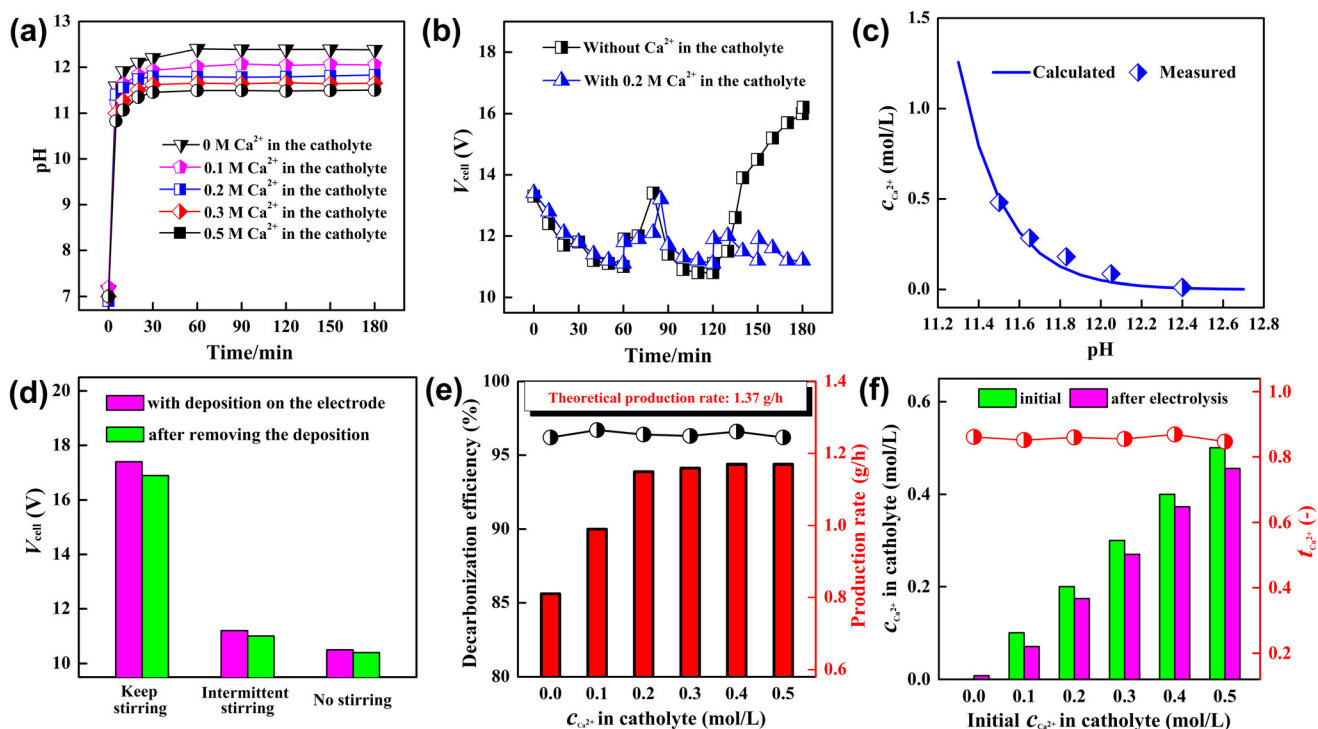 (a)
13
12
11
10
9
8
7
pH
0 M Ca²⁺ in the catholyte
0.1 M Ca²⁺ in the catholyte
0.2 M Ca²⁺ in the catholyte
0.3 M Ca²⁺ in the catholyte
0.5 M Ca²⁺ in the catholyte
0 30 60 90 120 150 180
Time/min
(b)
18
16
14
12
10
Vcell (V)
Without Ca²⁺ in the catholyte
With 0.2 M Ca²⁺ in the catholyte
0 30 60 90 120 150 180
Time/min
(c)
1.5
1.0
0.5
0.0
cCa²⁺ (mol/L)
Calculated Measured
11.2 11.4 11.6 11.8 12.0 12.2 12.4 12.6 12.8
pH
(d)
20
18
16
14
12
10
Vcell (V)
with deposition on the electrode
after removing the deposition
Keep stirring
Intermittent stirring
No stirring
(e)
100
95
90
85
80
Decarbonization efficiency (%)
Theoretical production rate: 1.37 g/h
1.4
1.2
1.0
0.8
0.6
Production rate (g/h)
0.0 0.1 0.2 0.3 0.4 0.5
cCa²⁺ in catholyte (mol/L)
(f)
0.6
0.4
0.2
0.0
cCa²⁺ in catholyte (mol/L)
initial after electrolysis
1.0
0.8
0.6
0.4
0.2
tCa²⁺ (-)
0.0 0.1 0.2 0.3 0.4 0.5
Initial cCa²⁺ in catholyte (mol/L)